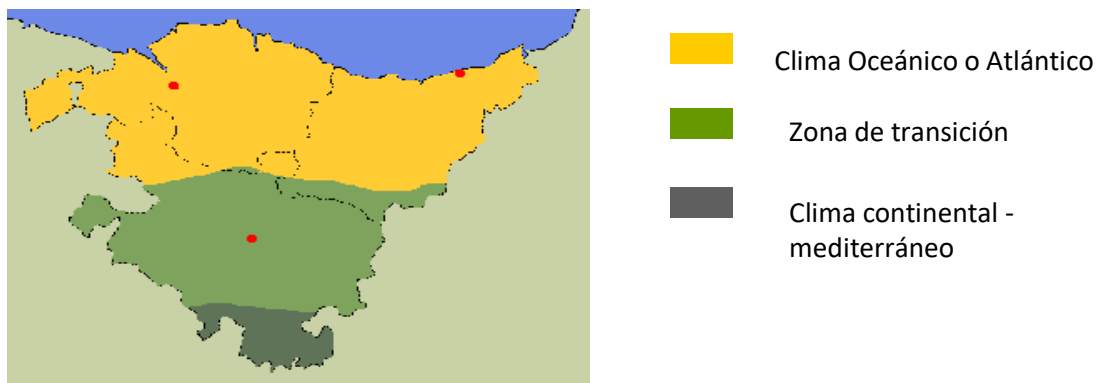 Clima Oceánico o Atlántico
Zona de transición
Clima continental -
mediterráneo